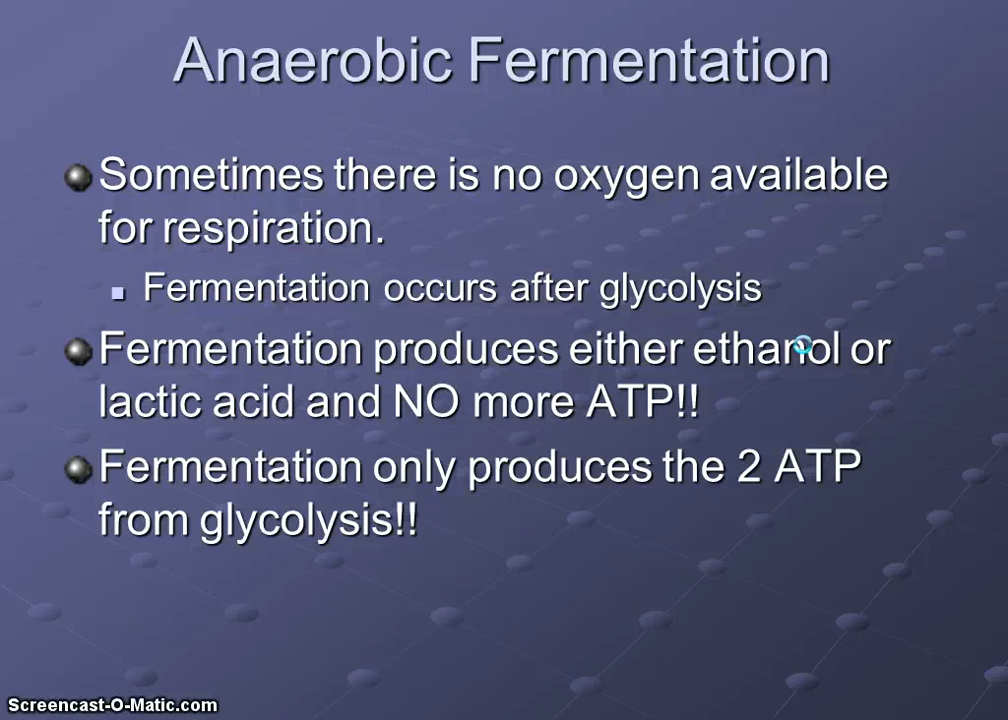 Anaerobic Fermentation
Sometimes there is no oxygen available
for respiration.
Fermentation occurs after glycolysis
Fermentation produces either ethanol or
lactic acid and NO more ATP!!
Fermentation only produces the 2 ATP
from glycolysis!!
Screencast-O-Matic.com